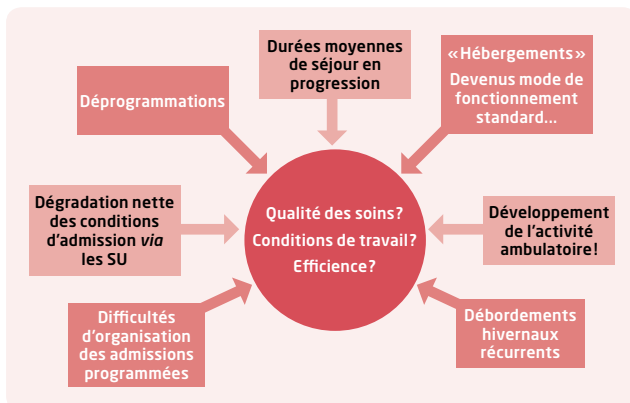 Durées moyennes
de séjour en
progression
«Hébergements»
Devenus mode de
fonctionnement
standard...
Déprogrammations
Dégradation nette
des conditions
d'admission via
les SU
Qualité des soins?
Conditions de travail?
Efficience?
Développement
de l'activité
ambulatoire!
Difficultés
d'organisation
des admissions
programmées
Débordements
hivernaux
récurrents